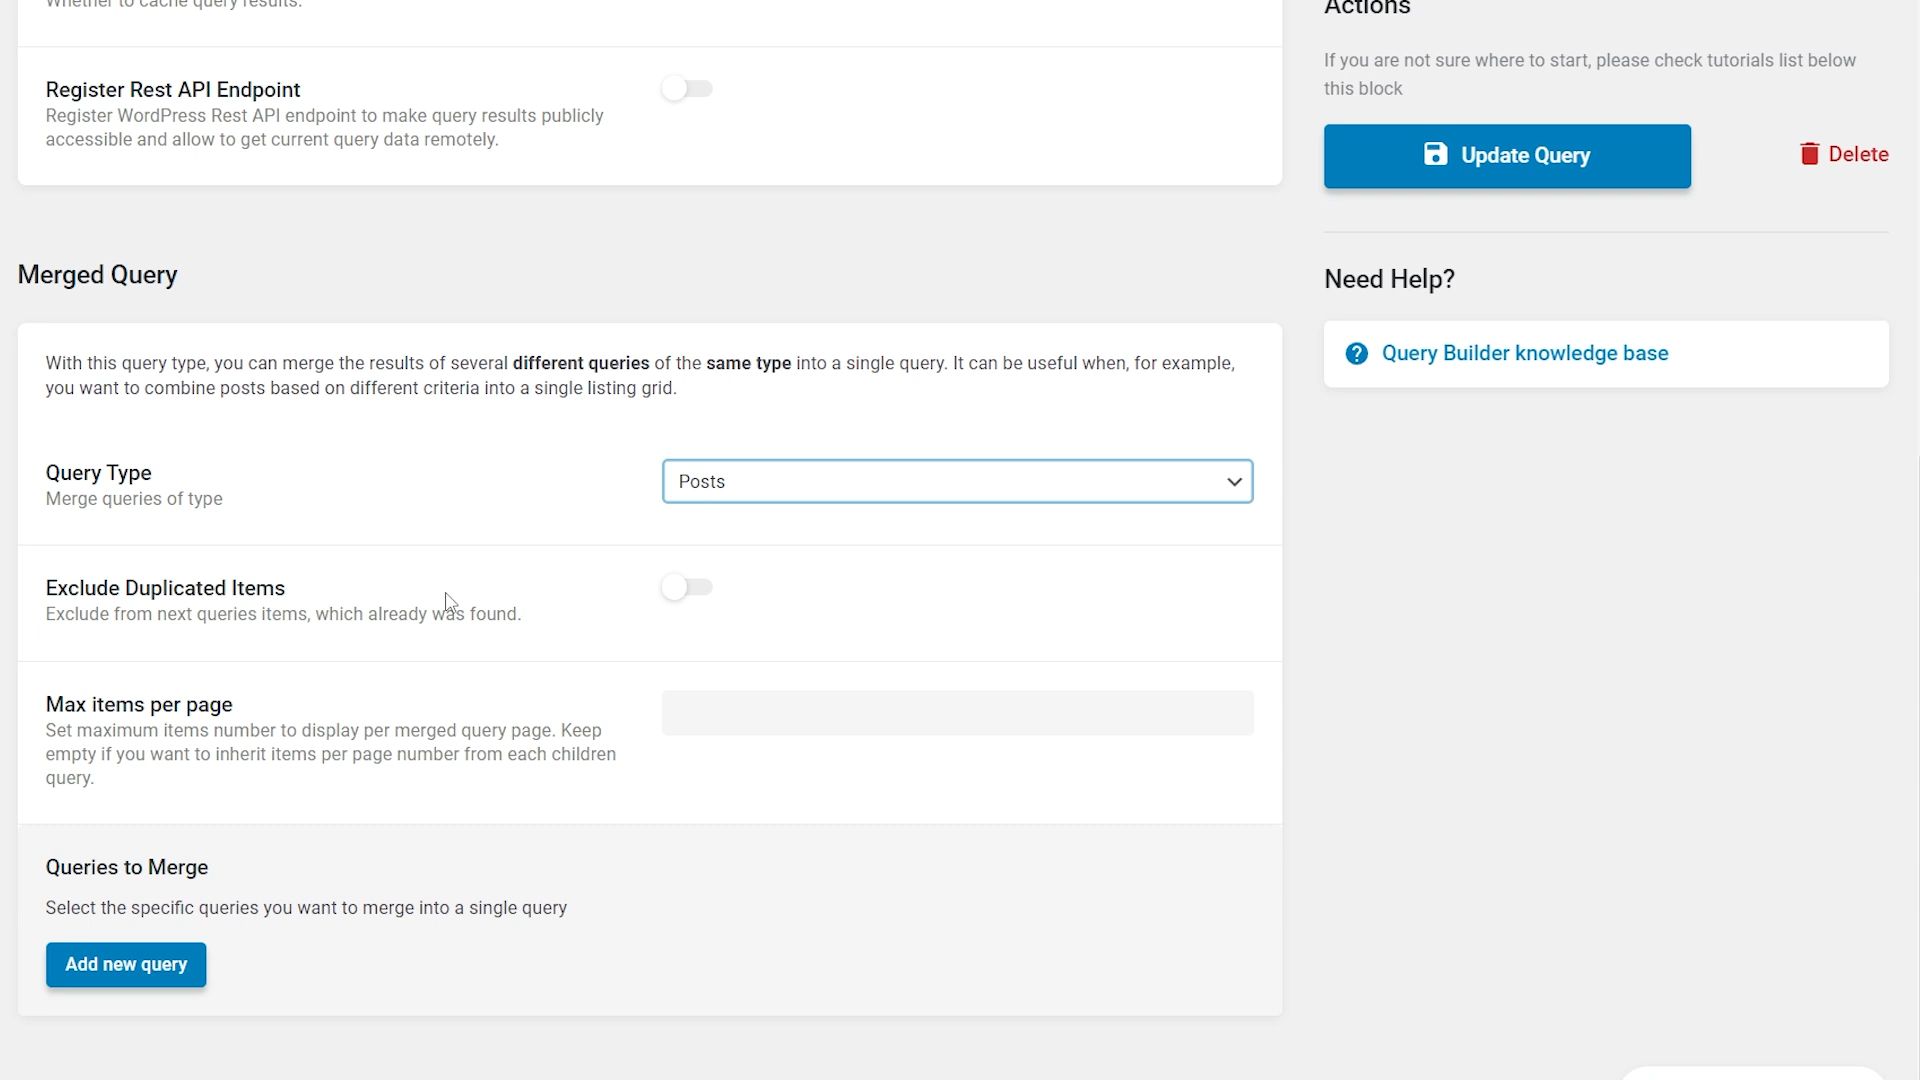 Whether to cache query results.
Register Rest API Endpoint
Register WordPress Rest API endpoint to make query results publicly
accessible and allow to get current query data remotely.
Merged Query
With this query type, you can merge the results of several different queries of the same type into a single query. It can be useful when, for example,
you want to combine posts based on different criteria into a single listing grid.
Query Type
Merge queries of type
Posts
Exclude Duplicated Items
Exclude from next queries items, which already was found.
Max items per page
Set maximum items number to display per merged query page. Keep
empty if you want to inherit items per page number from each children
query.
Queries to Merge
Select the specific queries you want to merge into a single query
Add new query
Actions
If you are not sure where to start, please check tutorials list below
this block
Update Query
Delete
Need Help?
Query Builder knowledge base